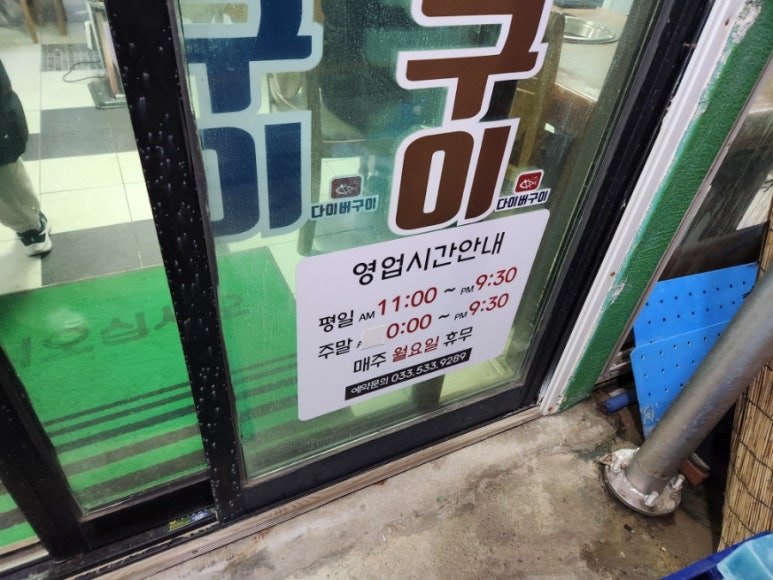 구이
구이
다이버구이
다이버구이
영업시간안내
평일 AM 11:00 ~ PM 9:30
주말 0:00 ~ PM 9:30
매주 월요일 휴무
예약문의 033.533.9289